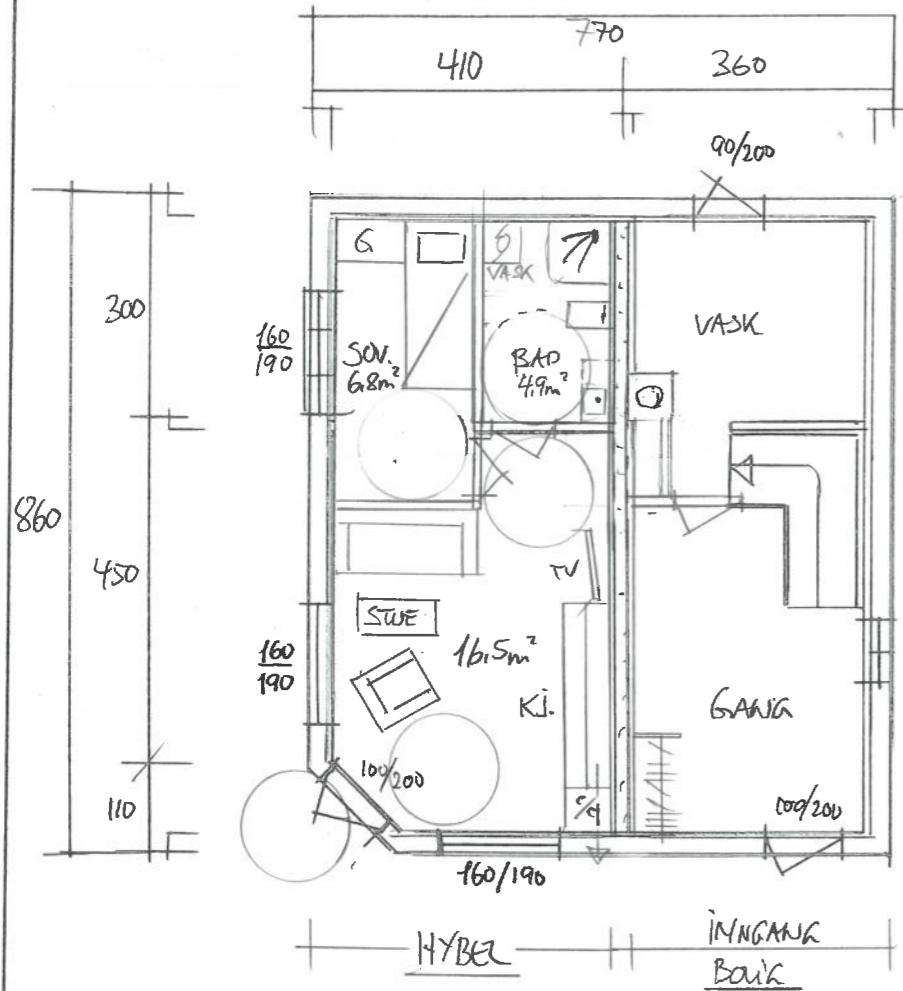 770
410
360
90/200
300
160
190
G
VASK
SOV.
6,8m²
BAD
4,9m²
VASK
860
450
TV
STUE
16,5m²
160
190
KJ.
GANG
100/200
110
100/200
160/190
HYBEL
INNGANG
BOLIG